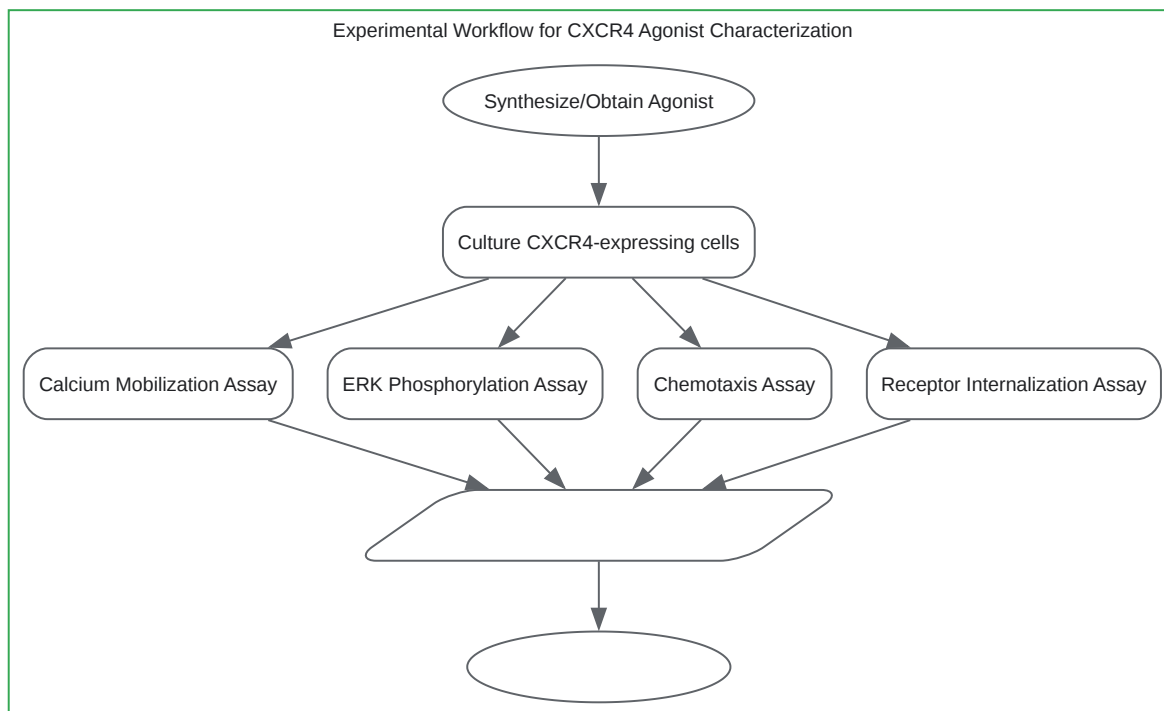 Experimental Workflow for CXCR4 Agonist Characterization
Synthesize/Obtain Agonist
Culture CXCR4-expressing cells
Calcium Mobilization Assay
ERK Phosphorylation Assay
Chemotaxis Assay
Receptor Internalization Assay